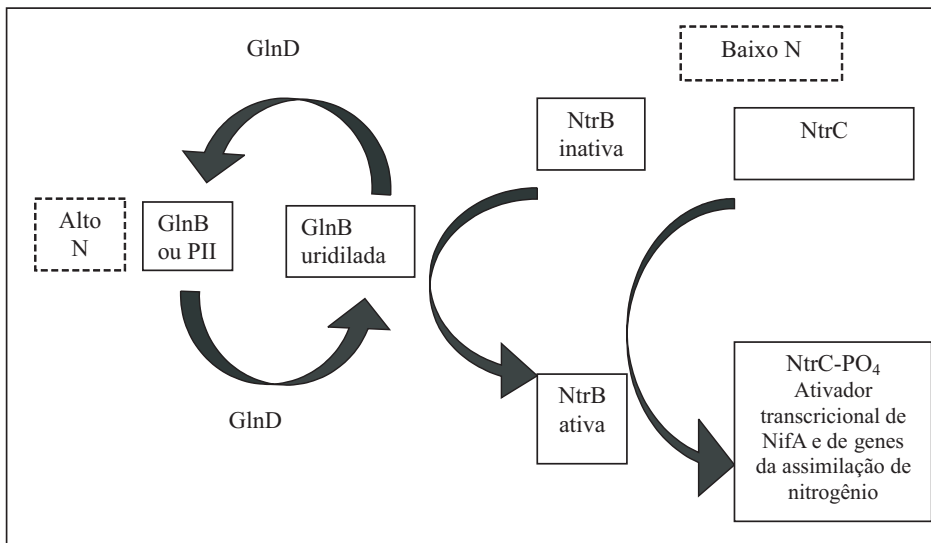 GlnD
Baixo N
NtrB
inativa
NtrC
Alto
N
GlnB
ou PII
GlnB
uridilada
GlnD
NtrB
ativa
NtrC-PO₄
Ativador
transcricional de
NifA e de genes
da assimilação de
nitrogênio